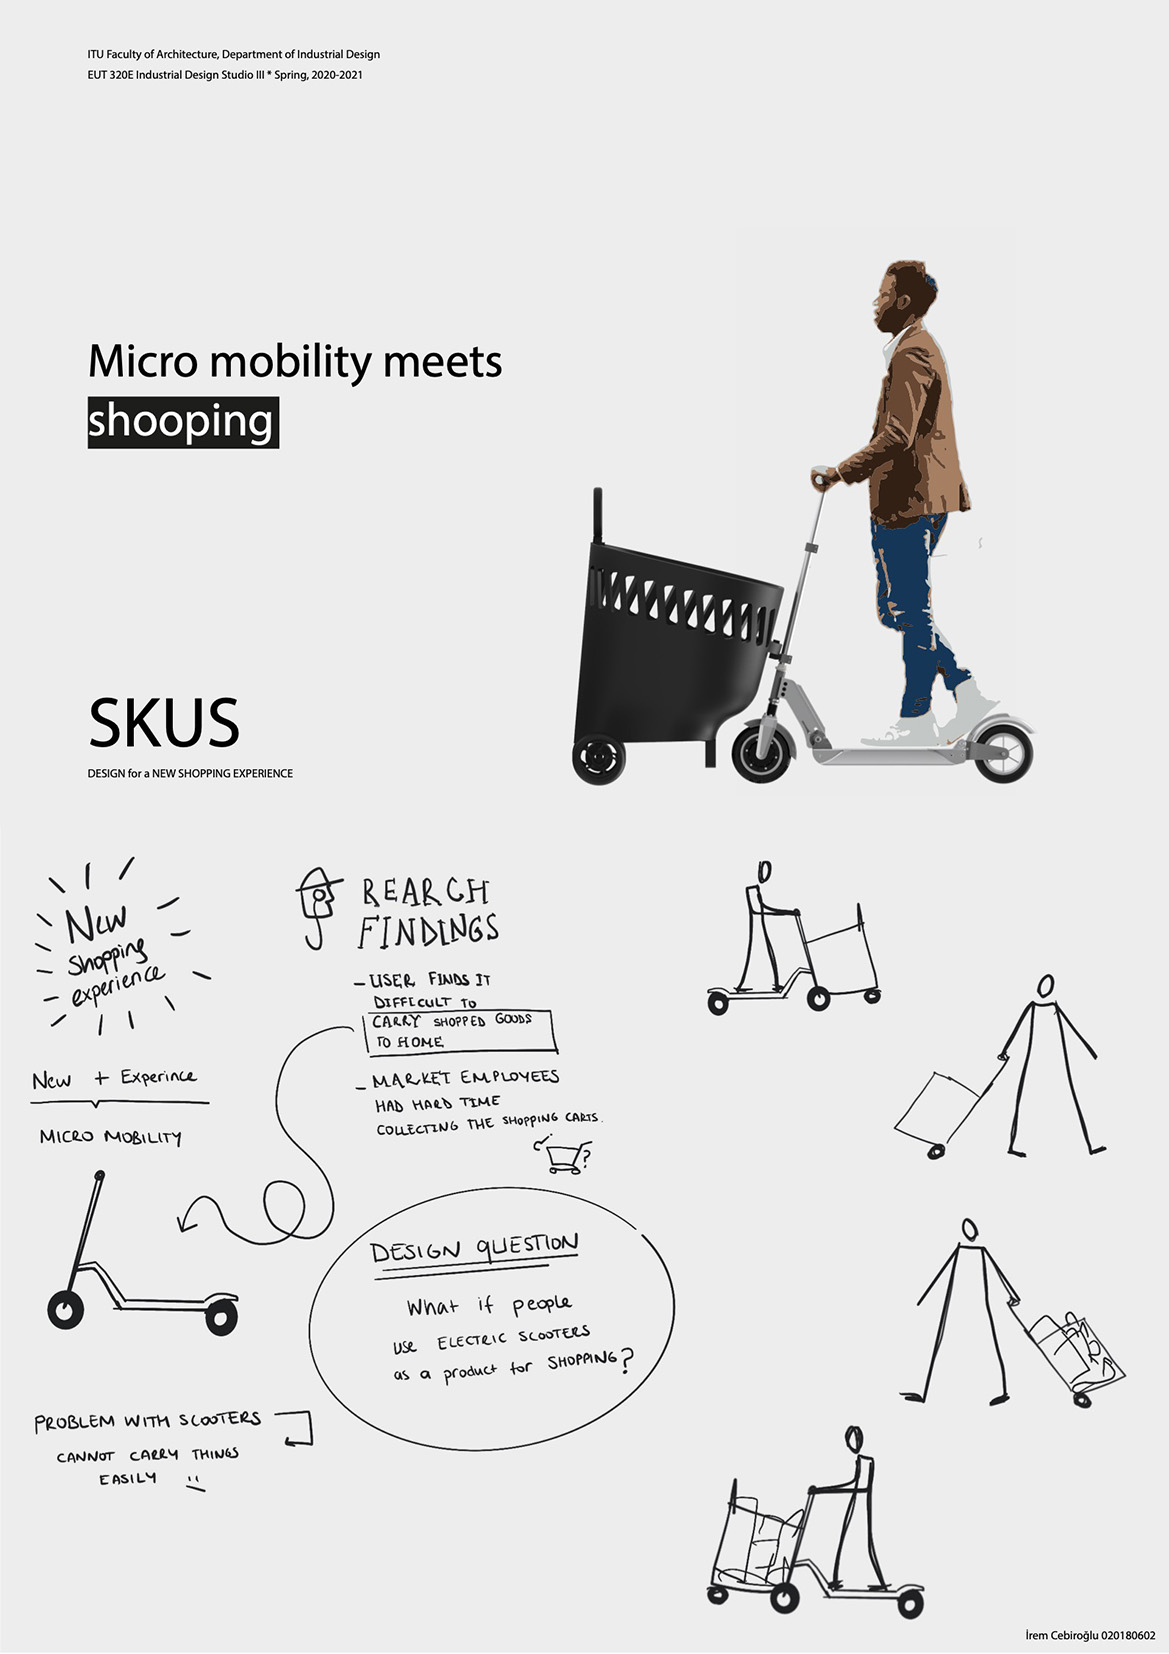 ITU Faculty of Architecture, Department of Industrial Design
EUT 320E Industrial Design Studio III * Spring, 2020-2021
Micro mobility meets
shooping
SKUS
DESIGN for a NEW SHOPPING EXPERIENCE
New
Shopping
experience
New + Experince
MICRO MOBILITY
REARCH
FINDINGS
- USER FINDS IT
DIFFICULT TO
CARRY SHOPPED GOODS
TO HOME
- MARKET EMPLOYEES
HAD HARD TIME
COLLECTING THE SHOPPING CARTS.
?
DESIGN QUESTION
What if people
use ELECTRIC SCOOTERS
as a product for SHOPPING?
PROBLEM WITH SCOOTERS
CANNOT CARRY THINGS
EASILY
İrem Cebiroğlu 020180602